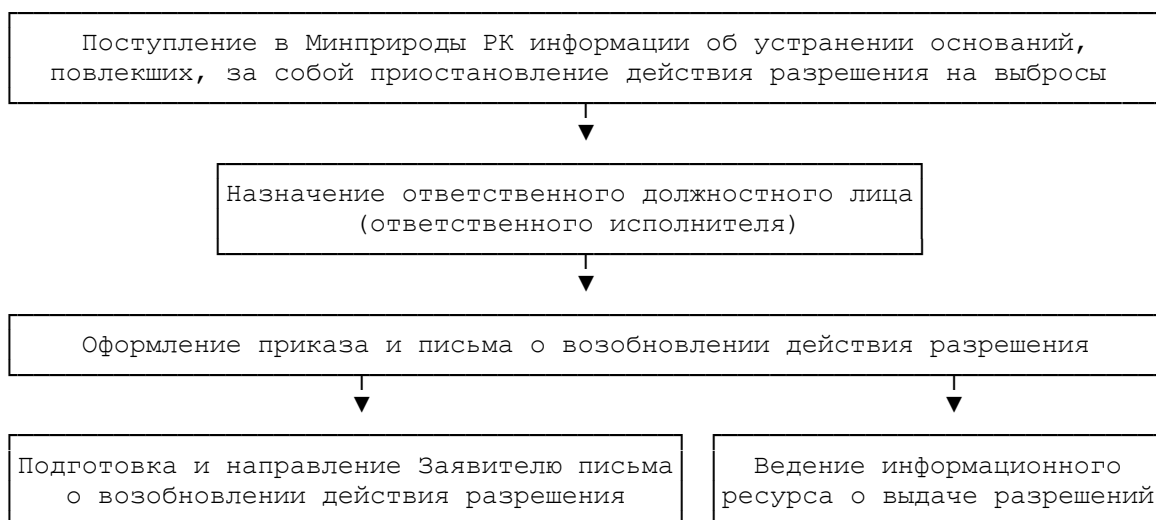 Поступление в Минприроды РК информации об устранении оснований,
повлекших, за собой приостановление действия разрешения на выбросы
Назначение ответственного должностного лица
(ответственного исполнителя)
Оформление приказа и письма о возобновлении действия разрешения
Подготовка и направление Заявителю письма
о возобновлении действия разрешения
Ведение информационного
ресурса о выдаче разрешений